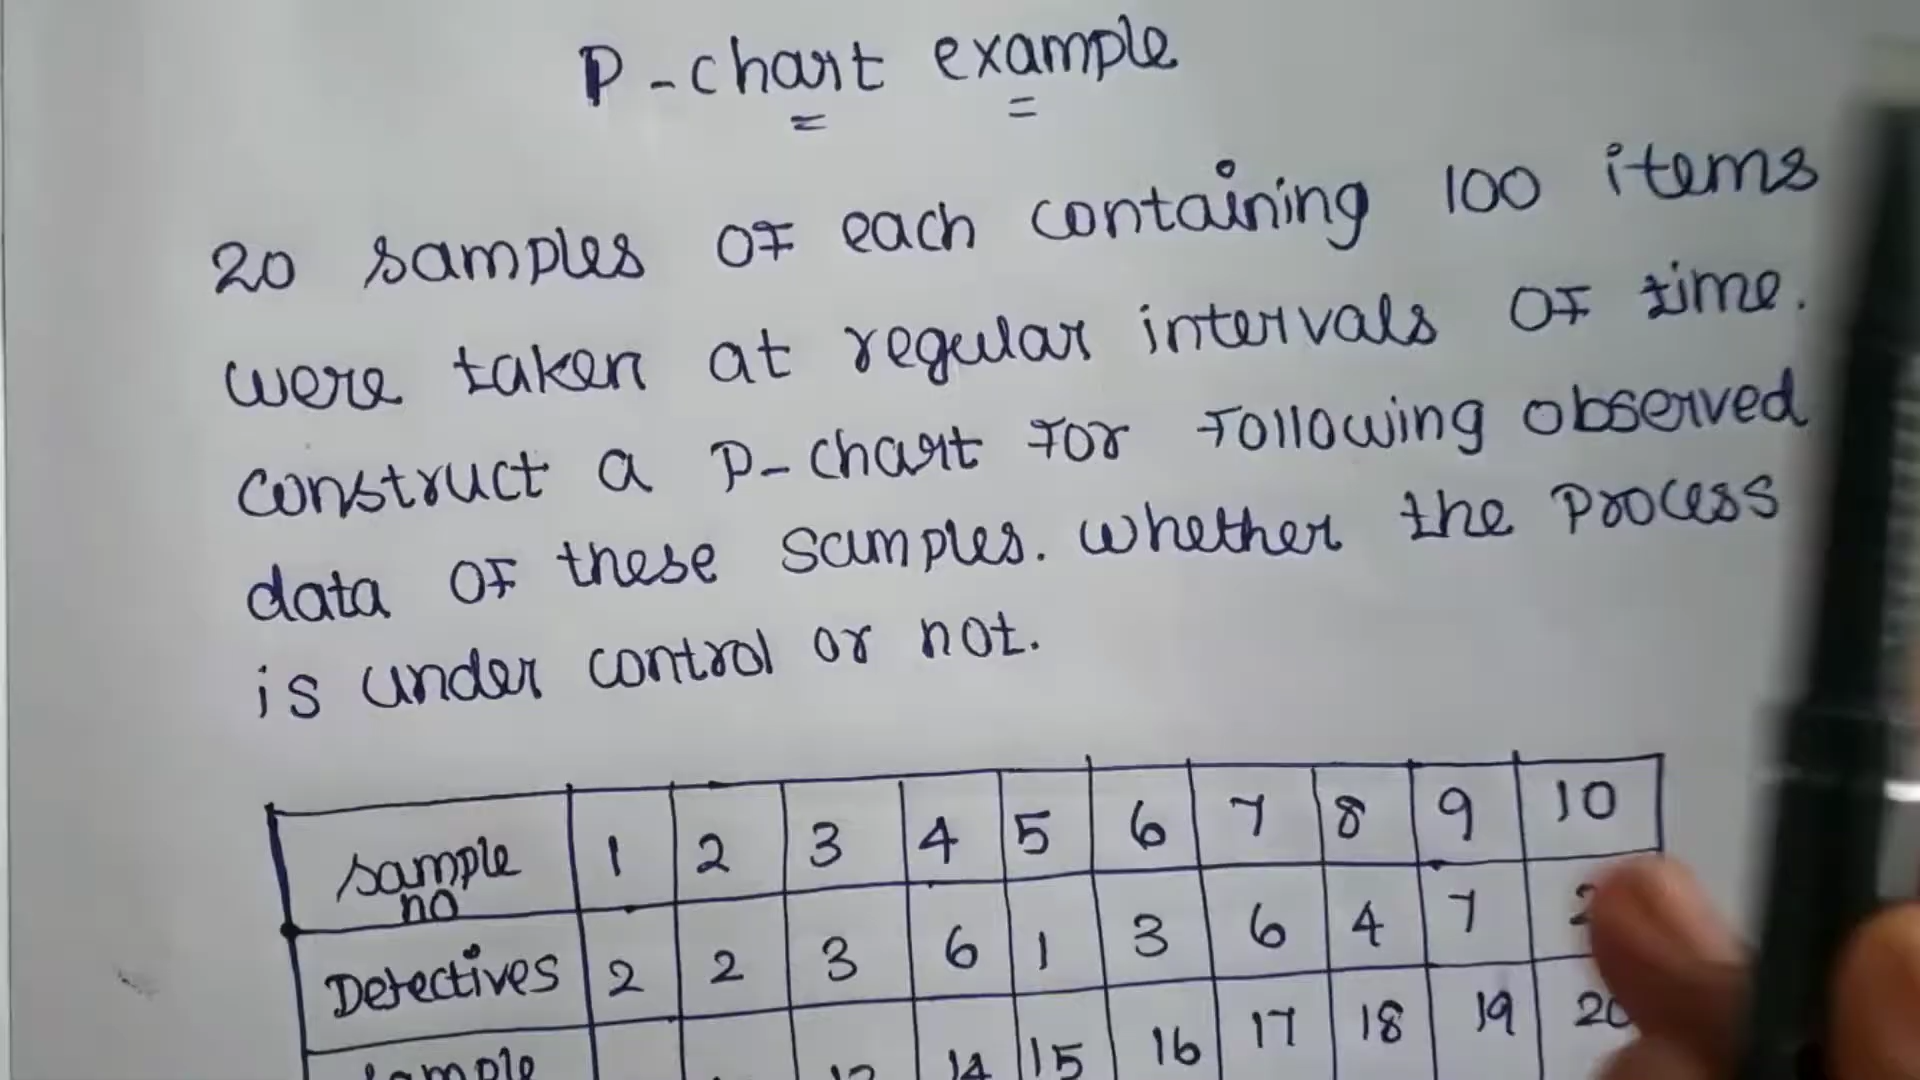 P-chart example
20 samples of each containing 100 items
were taken at regular intervals of time.
construct a P-chart for following observed
data of these samples. whether the process
is under control or not.
sample no 1 2 3 4 5 6 7 8 9 10
Defectives 2 2 3 6 1 3 6 4 7
sample 14 15 16 17 18 19 20